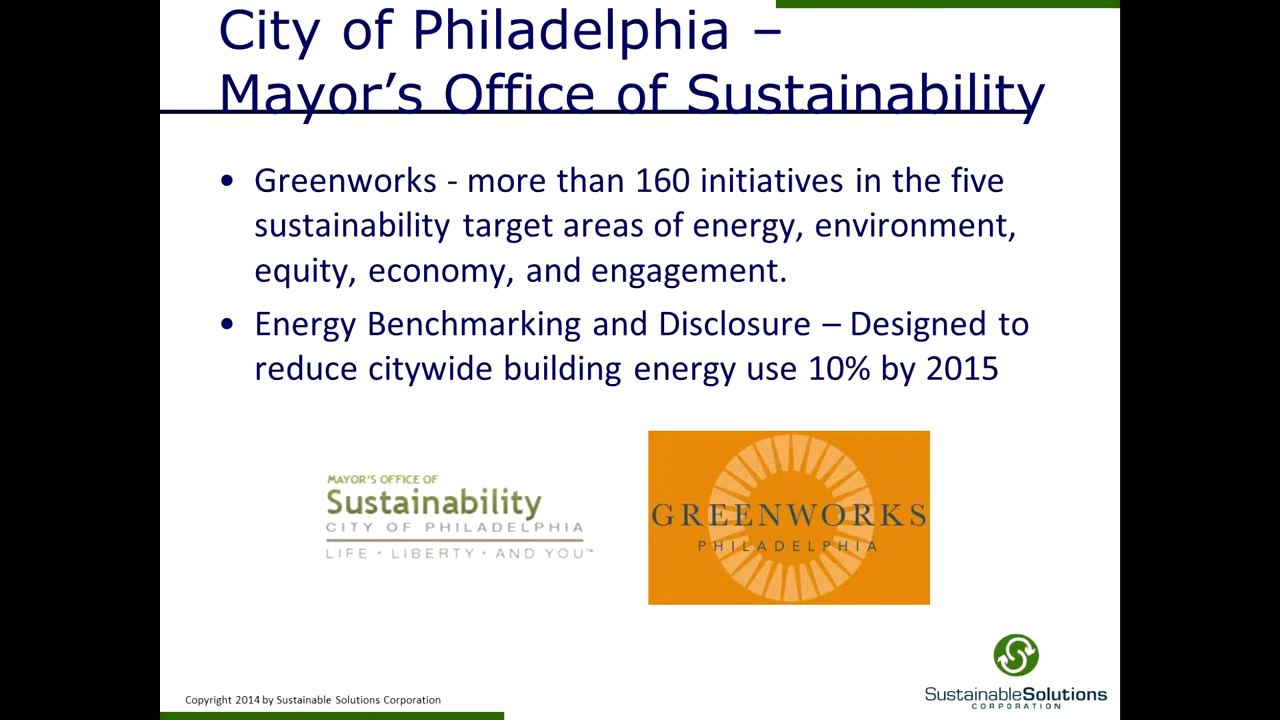 City of Philadelphia –
Mayor’s Office of Sustainability
• Greenworks - more than 160 initiatives in the five
sustainability target areas of energy, environment,
equity, economy, and engagement.
• Energy Benchmarking and Disclosure – Designed to
reduce citywide building energy use 10% by 2015
MAYOR'S OFFICE OF
Sustainability
CITY OF PHILADELPHIA
LIFE • LIBERTY • AND YOU™
GREENWORKS
PHILADELPHIA
SustainableSolutions
CORPORATION
Copyright 2014 by Sustainable Solutions Corporation